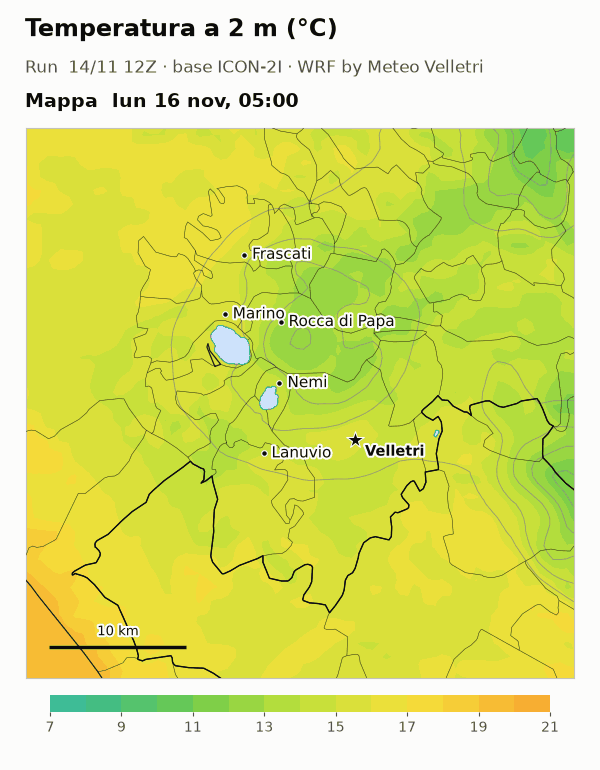 Temperatura a 2 m (°C)
Run  14/11 12Z · base ICON-2I · WRF by Meteo Velletri
Mappa  lun 16 nov, 05:00
Frascati
Marino
Rocca di Papa
Nemi
Velletri
Lanuvio
10 km
7 9 11 13 15 17 19 21